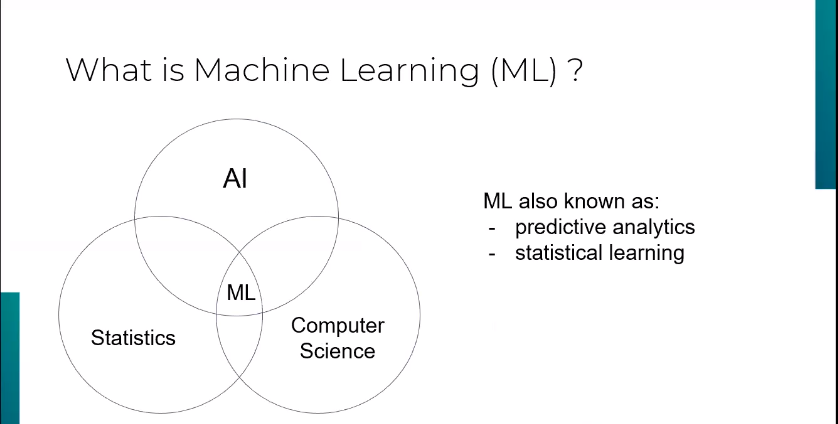 What is Machine Learning (ML) ?
AI
ML
Statistics
Computer
Science
ML also known as:
- predictive analytics
- statistical learning